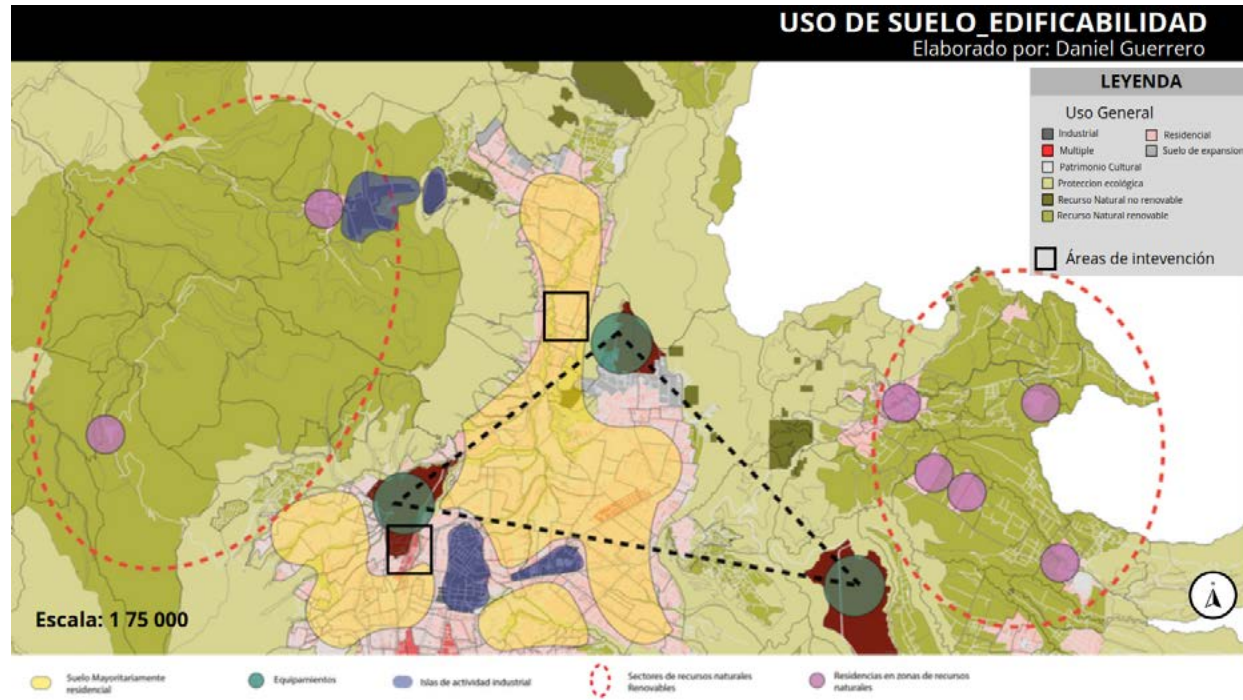 USO DE SUELO_EDIFICABILIDAD
Elaborado por: Daniel Guerrero
LEYENDA
Uso General
Industrial
Residencial
Multiple
Suelo de expansion
Patrimonio Cultural
Proteccion ecológica
Recurso Natural no renovable
Recurso Natural renovable
Áreas de intevención
Escala: 1 75 000
Suelo Mayoritariamente
residencial
Equipamientos
Islas de actividad industrial
Sectores de recursos naturales
Renovables
Residencias en zonas de recursos
naturales